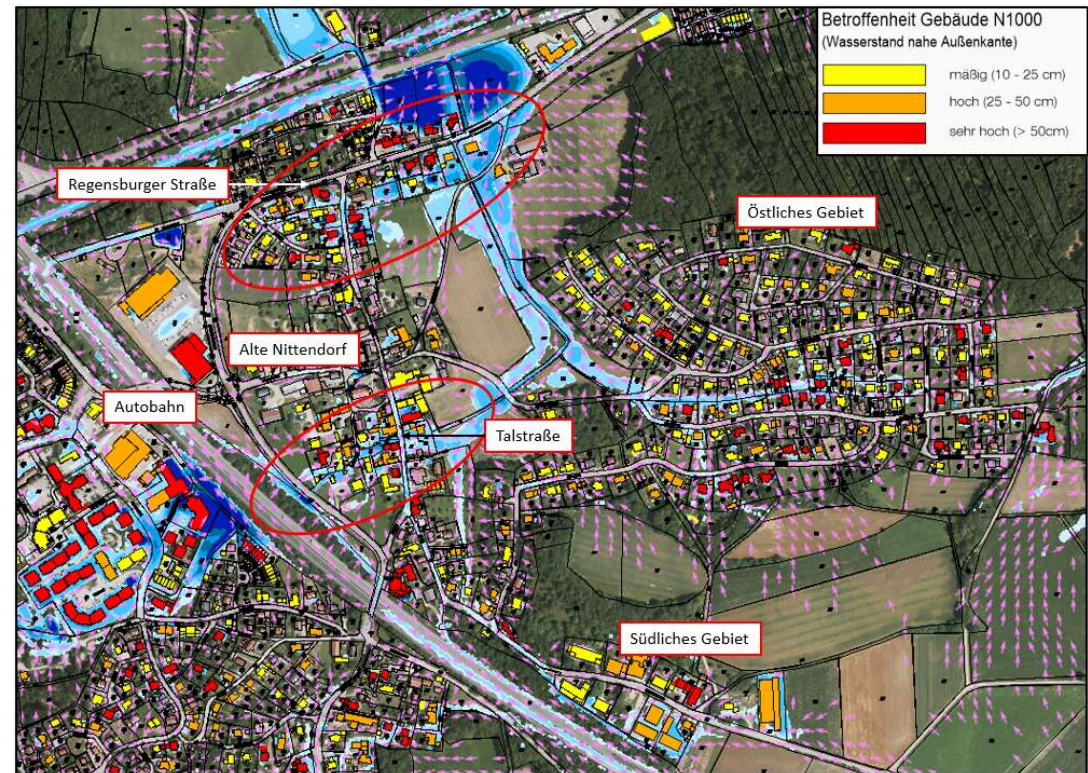 Betroffenheit Gebäude N1000
(Wasserstand nahe Außenkante)
mäßig (10 - 25 cm)
hoch (25 - 50 cm)
sehr hoch (> 50cm)
Regensburger Straße
Östliches Gebiet
Alte Nittendorf
Autobahn
Talstraße
Südliches Gebiet